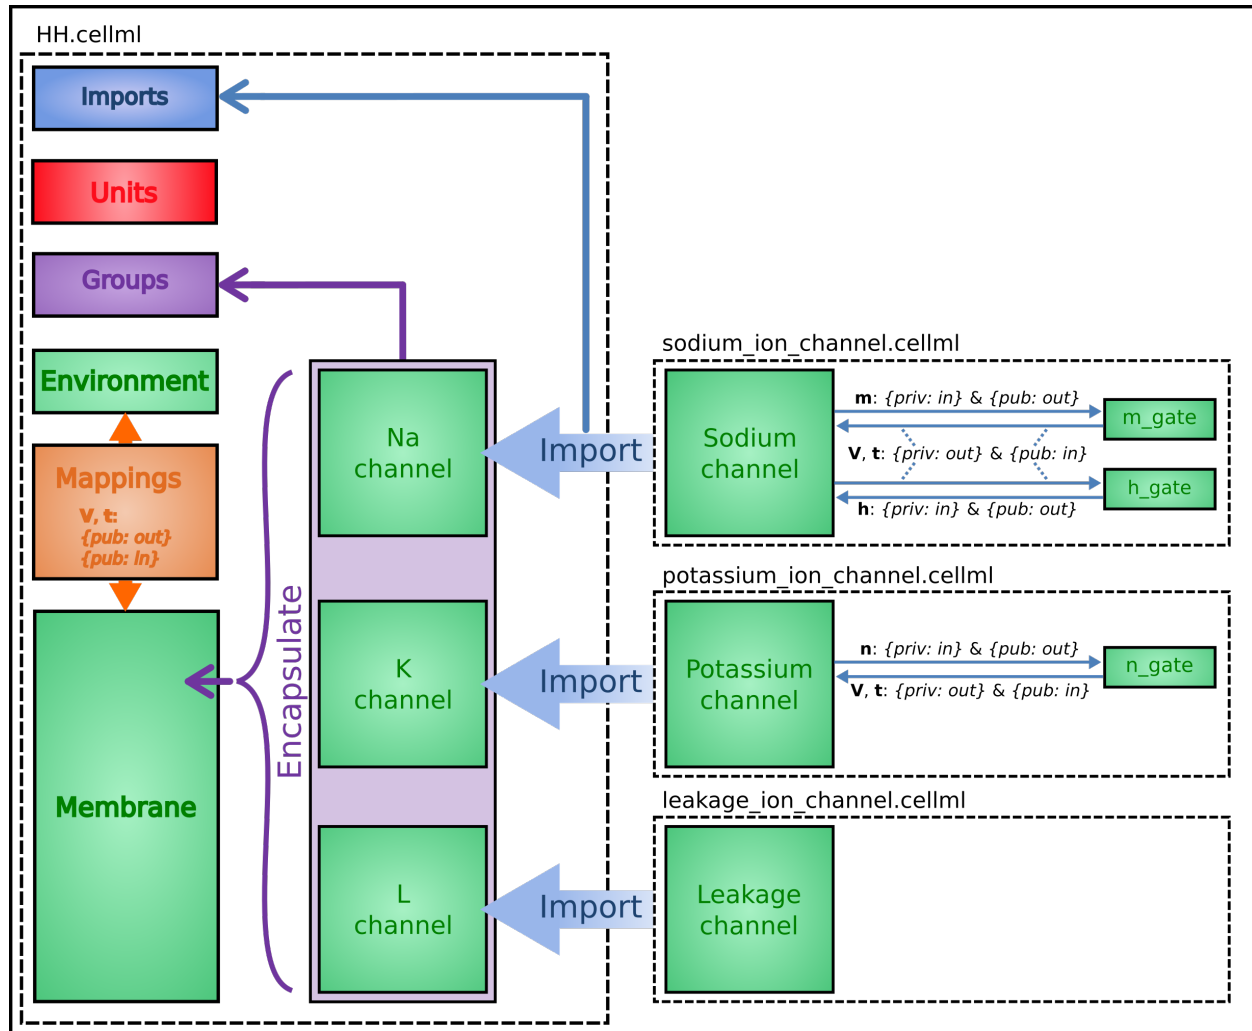 HH.cellml
Imports
Units
Groups
Environment
Mappings
V, t:
{pub: out}
{pub: in}
Membrane
Encapsulate
Na
channel
K
channel
L
channel
Import
Import
Import
sodium_ion_channel.cellml
Sodium
channel
m: {priv: in} & {pub: out}
m_gate
V, t: {priv: out} & {pub: in}
h_gate
h: {priv: in} & {pub: out}
potassium_ion_channel.cellml
Potassium
channel
n: {priv: in} & {pub: out}
n_gate
V, t: {priv: out} & {pub: in}
leakage_ion_channel.cellml
Leakage
channel